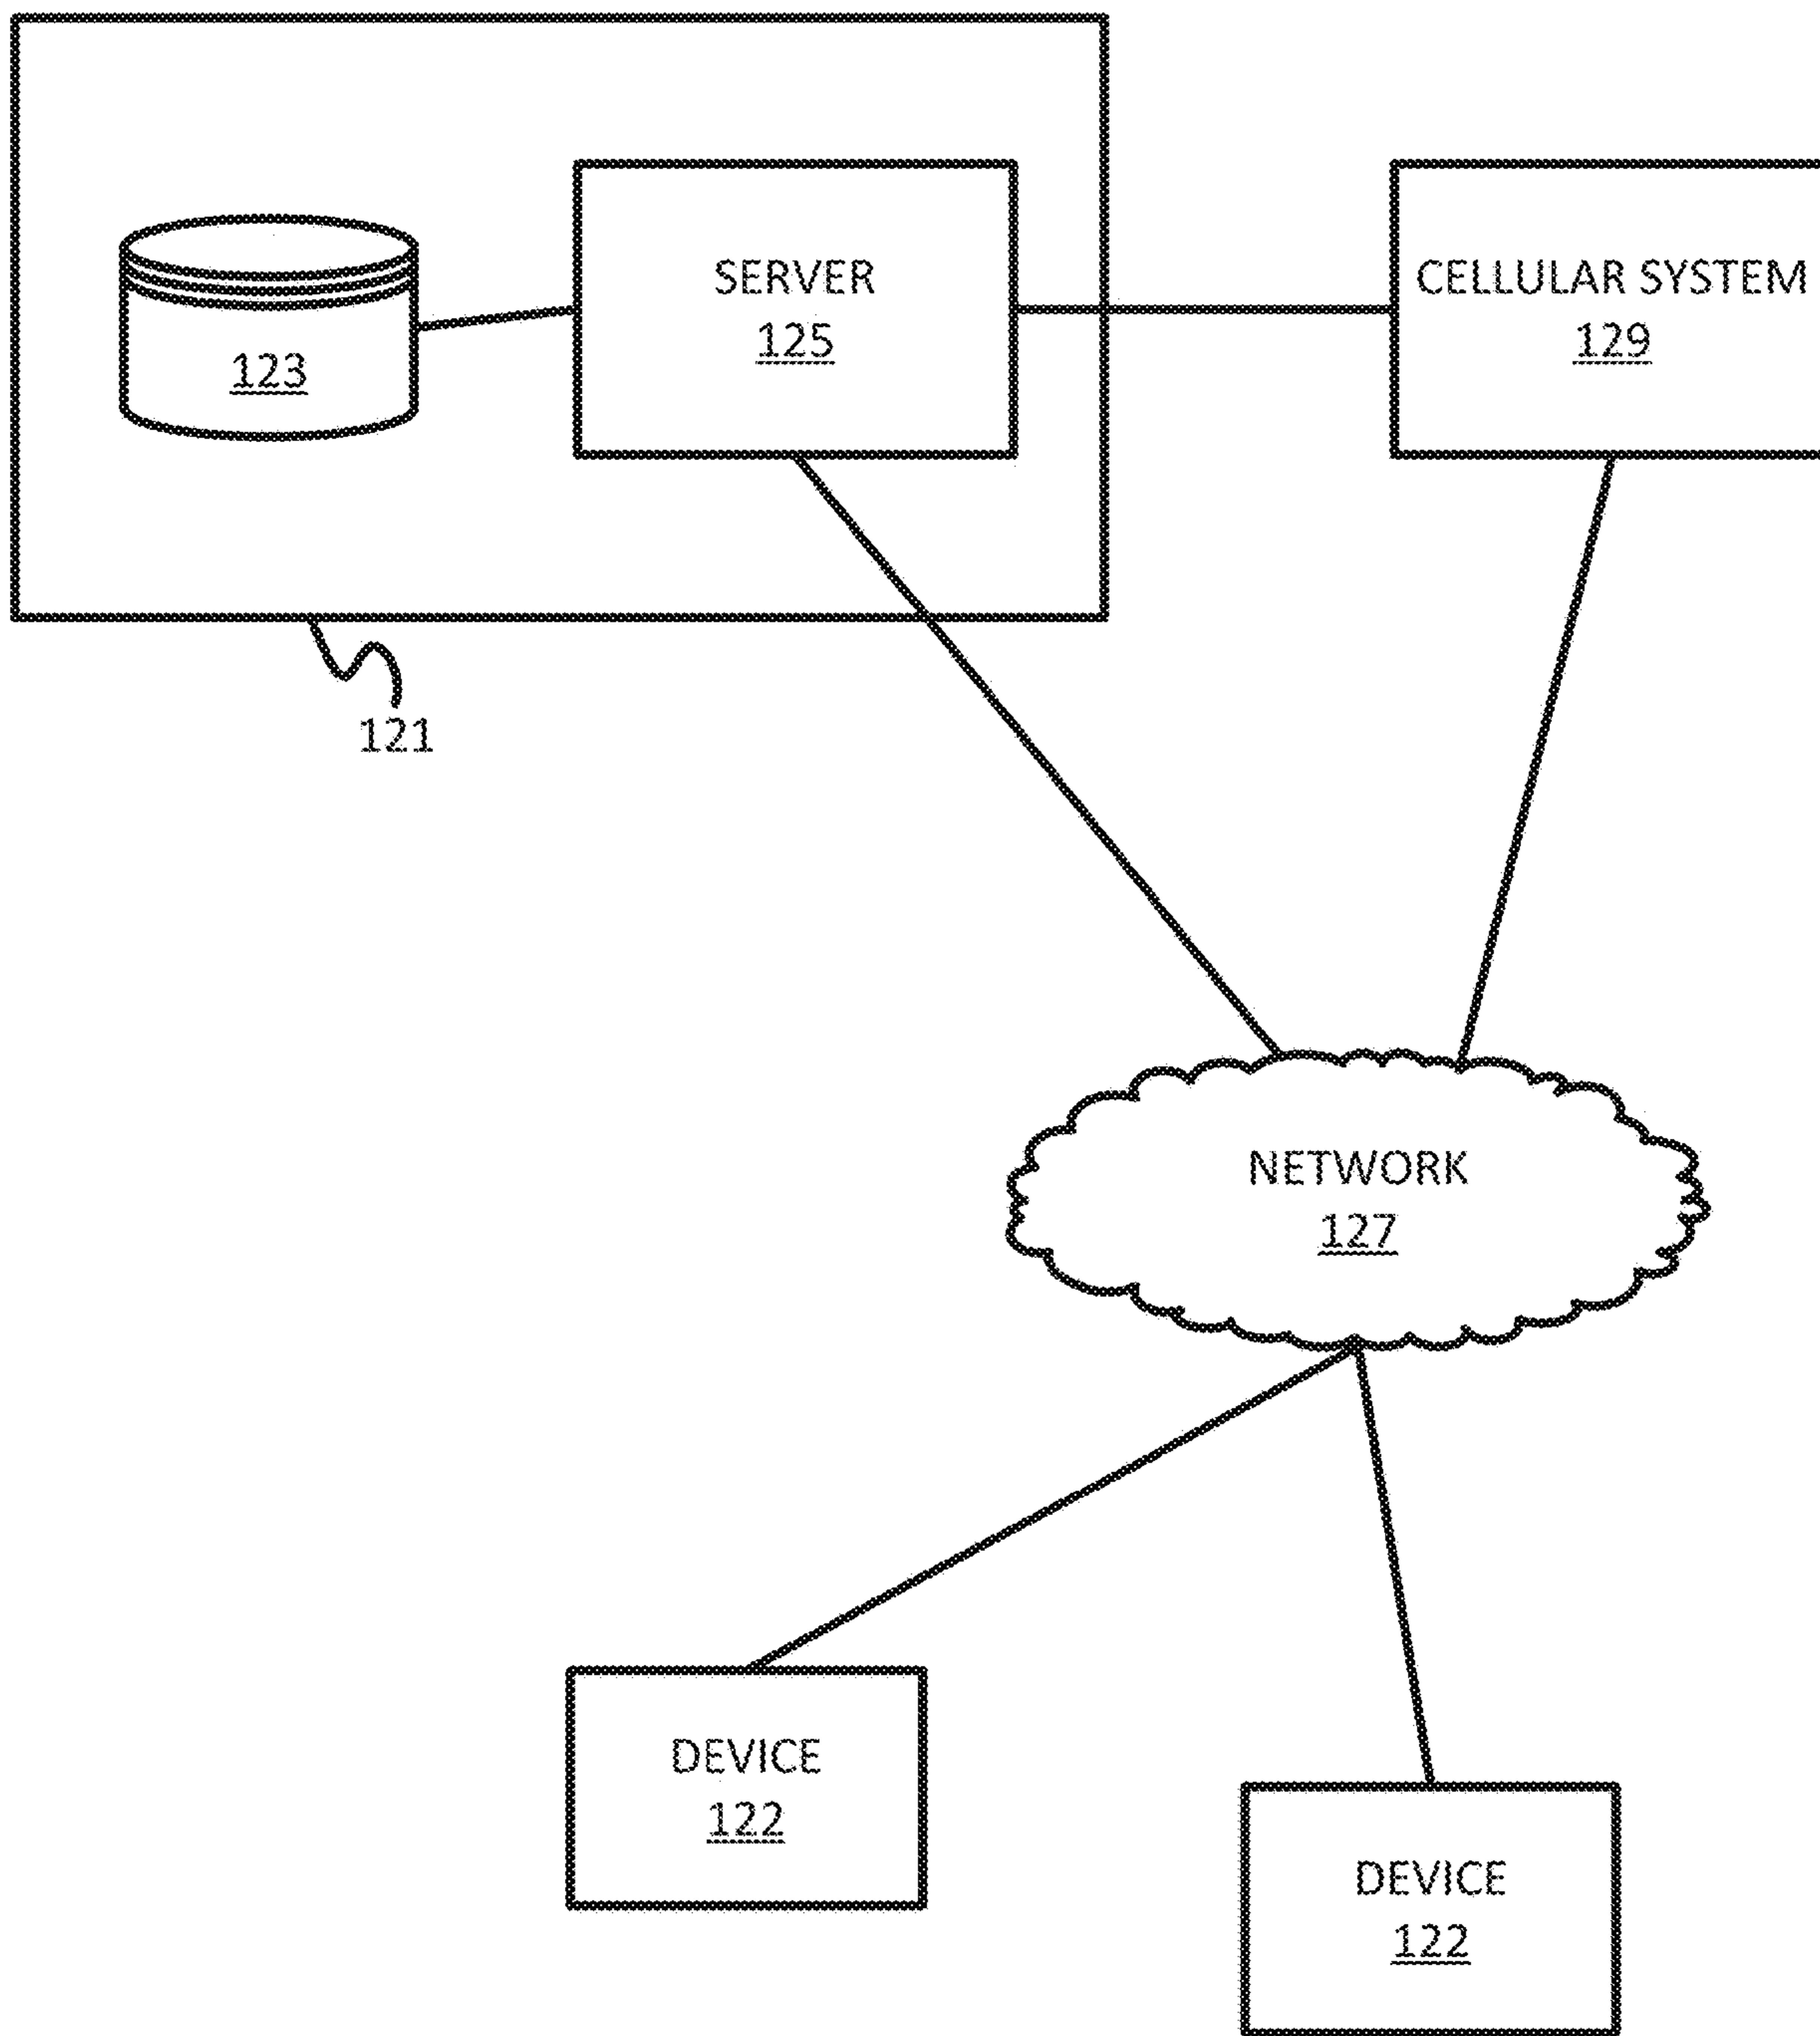 SERVER
125
CELLULAR SYSTEM
129
123
121
NETWORK
127
DEVICE
122
DEVICE
122